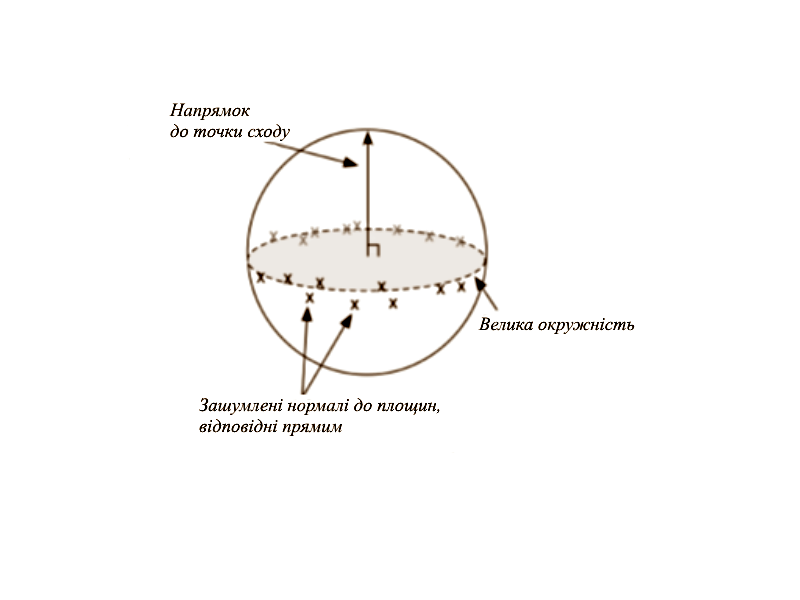 Напрямок
до точки сходу
Велика окружність
Зашумлені нормалі до площин,
відповідні прямим